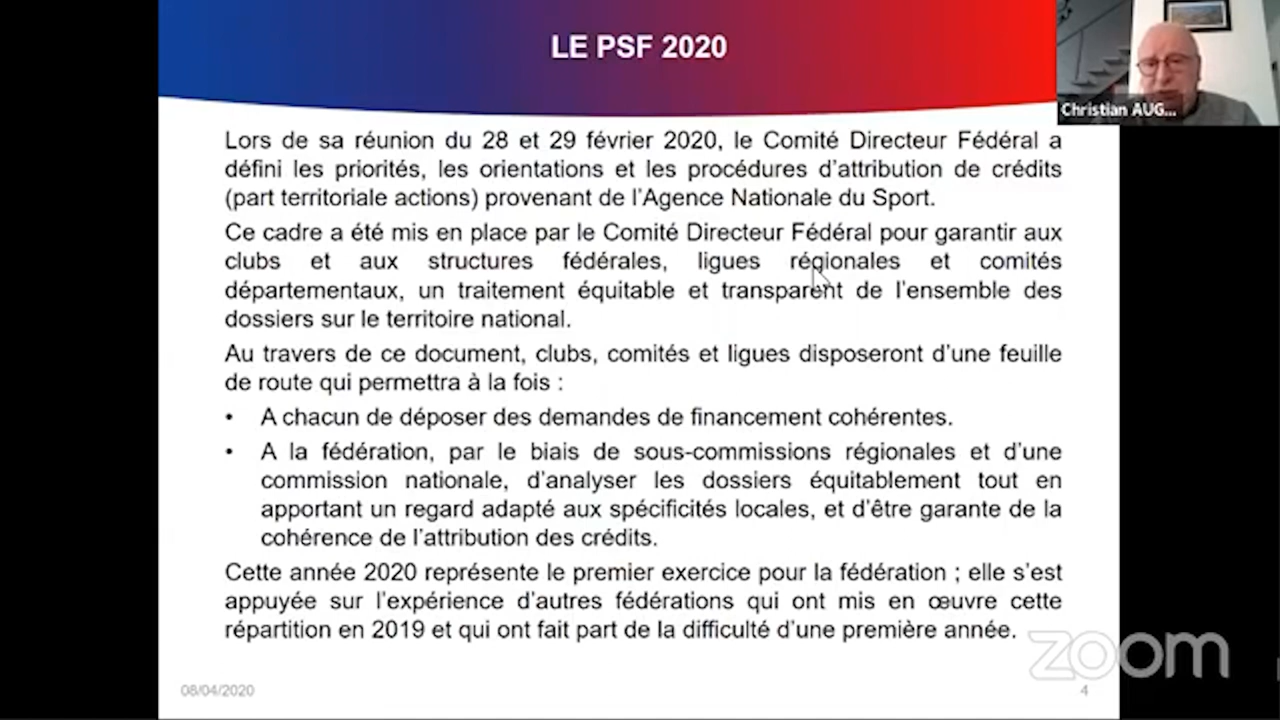 LE PSF 2020
Christian AUG...
Lors de sa réunion du 28 et 29 février 2020, le Comité Directeur Fédéral a
défini les priorités, les orientations et les procédures d'attribution de crédits
(part territoriale actions) provenant de l'Agence Nationale du Sport.
Ce cadre a été mis en place par le Comité Directeur Fédéral pour garantir aux
clubs et aux structures fédérales, ligues régionales et comités
départementaux, un traitement équitable et transparent de l'ensemble des
dossiers sur le territoire national.
Au travers de ce document, clubs, comités et ligues disposeront d'une feuille
de route qui permettra à la fois :
• A chacun de déposer des demandes de financement cohérentes.
• A la fédération, par le biais de sous-commissions régionales et d'une
commission nationale, d'analyser les dossiers équitablement tout en
apportant un regard adapté aux spécificités locales, et d'être garante de la
cohérence de l'attribution des crédits.
Cette année 2020 représente le premier exercice pour la fédération ; elle s'est
appuyée sur l'expérience d'autres fédérations qui ont mis en œuvre cette
répartition en 2019 et qui ont fait part de la difficulté d'une première année.
zoom
08/04/2020
4